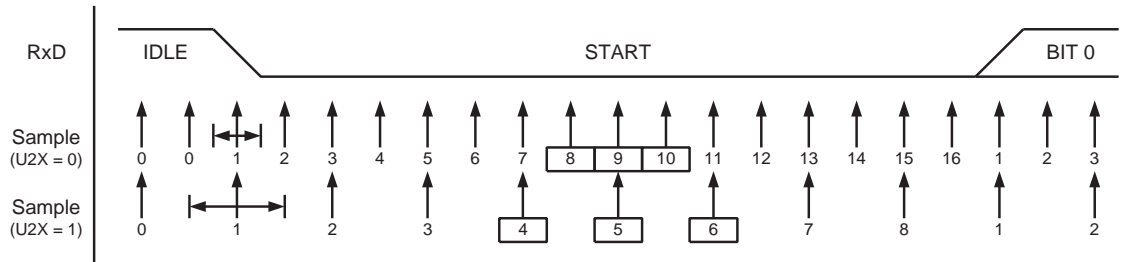 RxD IDLE START BIT 0
Sample
(U2X = 0) 0 0 1 2 3 4 5 6 7 8 9 10 11 12 13 14 15 16 1 2 3
Sample
(U2X = 1) 0 1 2 3 4 5 6 7 8 1 2